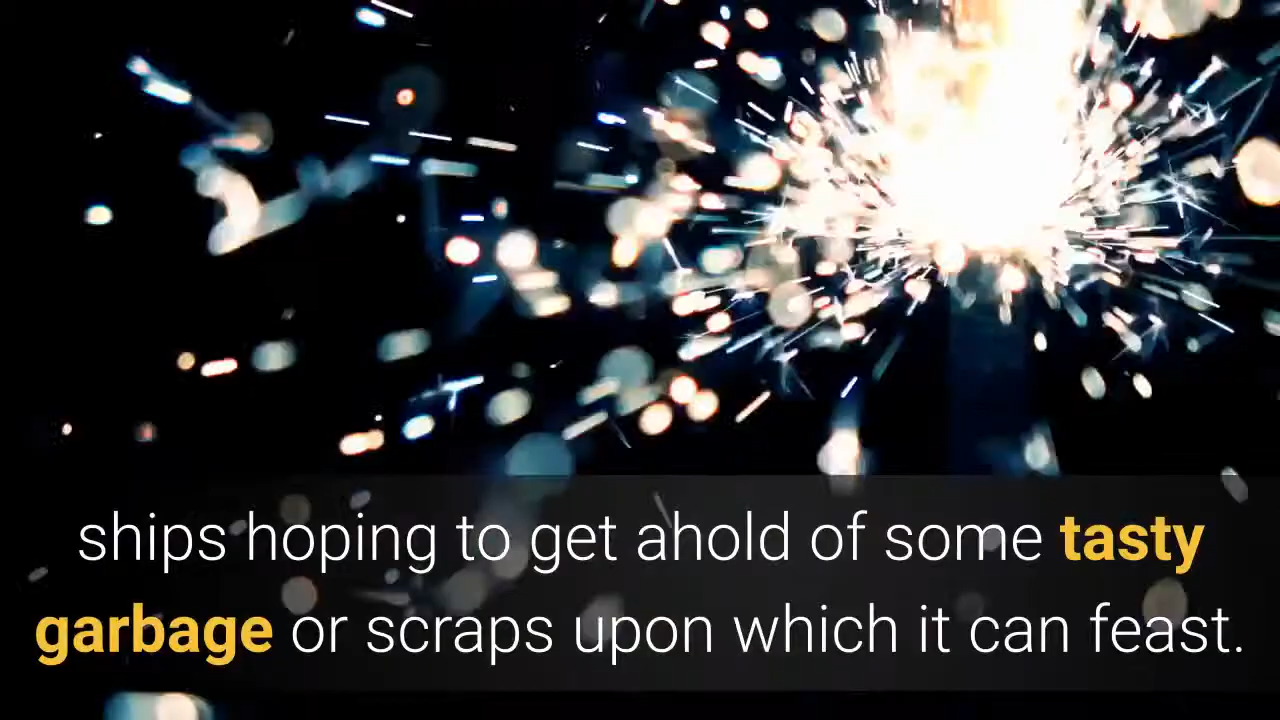 ships hoping to get ahold of some tasty
garbage or scraps upon which it can feast.